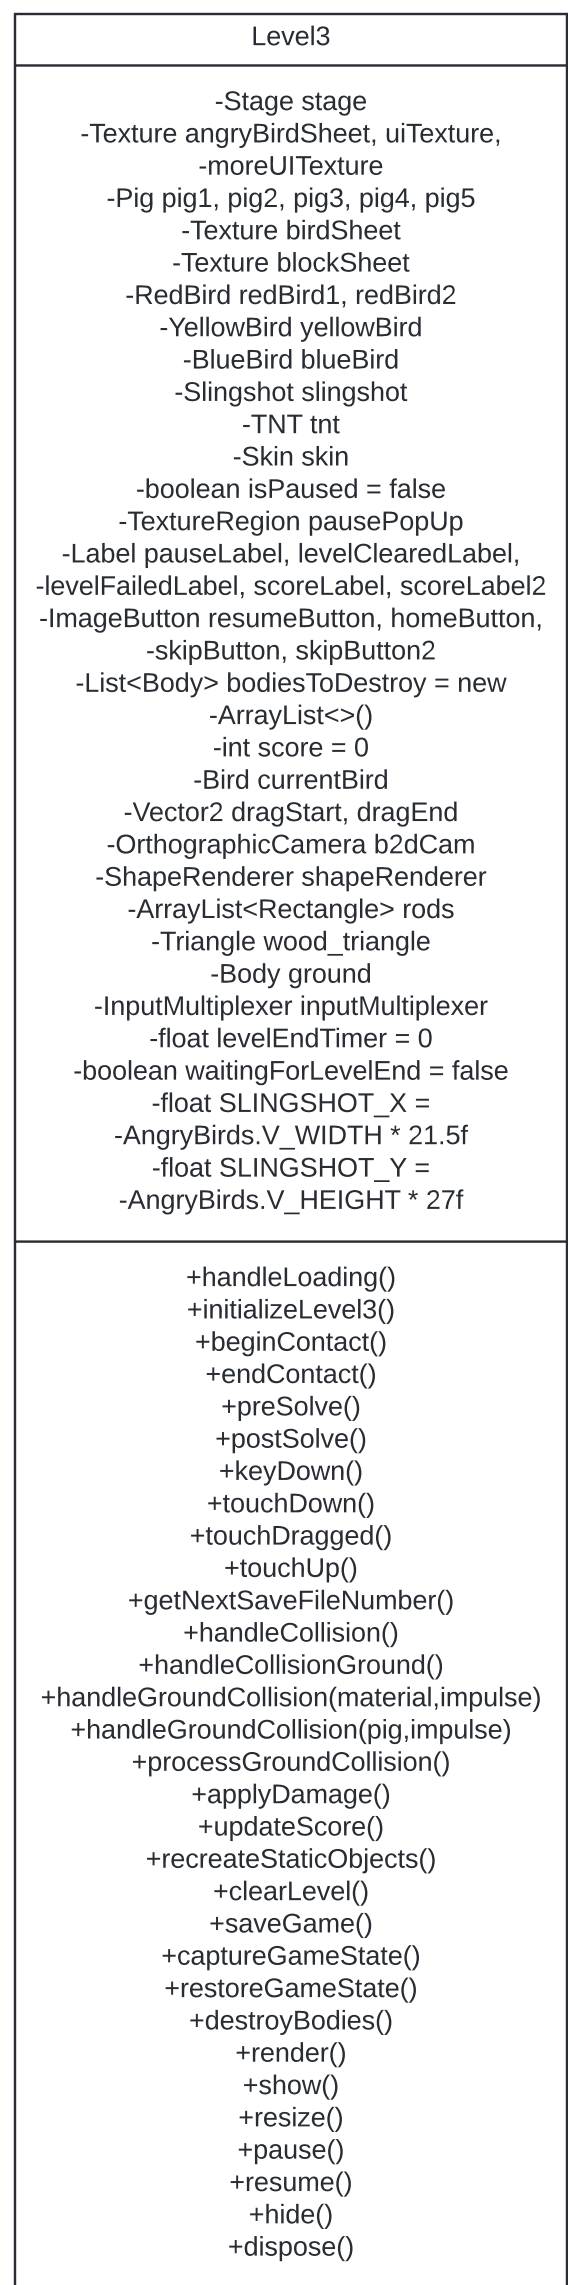 Level3
-Stage stage
-Texture angryBirdSheet, uiTexture,
-moreUITexture
-Pig pig1, pig2, pig3, pig4, pig5
-Texture birdSheet
-Texture blockSheet
-RedBird redBird1, redBird2
-YellowBird yellowBird
-BlueBird blueBird
-Slingshot slingshot
-TNT tnt
-Skin skin
-boolean isPaused = false
-TextureRegion pausePopUp
-Label pauseLabel, levelClearedLabel,
-levelFailedLabel, scoreLabel, scoreLabel2
-ImageButton resumeButton, homeButton,
-skipButton, skipButton2
-List<Body> bodiesToDestroy = new
-ArrayList<>()
-int score = 0
-Bird currentBird
-Vector2 dragStart, dragEnd
-OrthographicCamera b2dCam
-ShapeRenderer shapeRenderer
-ArrayList<Rectangle> rods
-Triangle wood_triangle
-Body ground
-InputMultiplexer inputMultiplexer
-float levelEndTimer = 0
-boolean waitingForLevelEnd = false
-float SLINGSHOT_X =
-AngryBirds.V_WIDTH * 21.5f
-float SLINGSHOT_Y =
-AngryBirds.V_HEIGHT * 27f
+handleLoading()
+initializeLevel3()
+beginContact()
+endContact()
+preSolve()
+postSolve()
+keyDown()
+touchDown()
+touchDragged()
+touchUp()
+getNextSaveFileNumber()
+handleCollision()
+handleCollisionGround()
+handleGroundCollision(material,impulse)
+handleGroundCollision(pig,impulse)
+processGroundCollision()
+applyDamage()
+updateScore()
+recreateStaticObjects()
+clearLevel()
+saveGame()
+captureGameState()
+restoreGameState()
+destroyBodies()
+render()
+show()
+resize()
+pause()
+resume()
+hide()
+dispose()